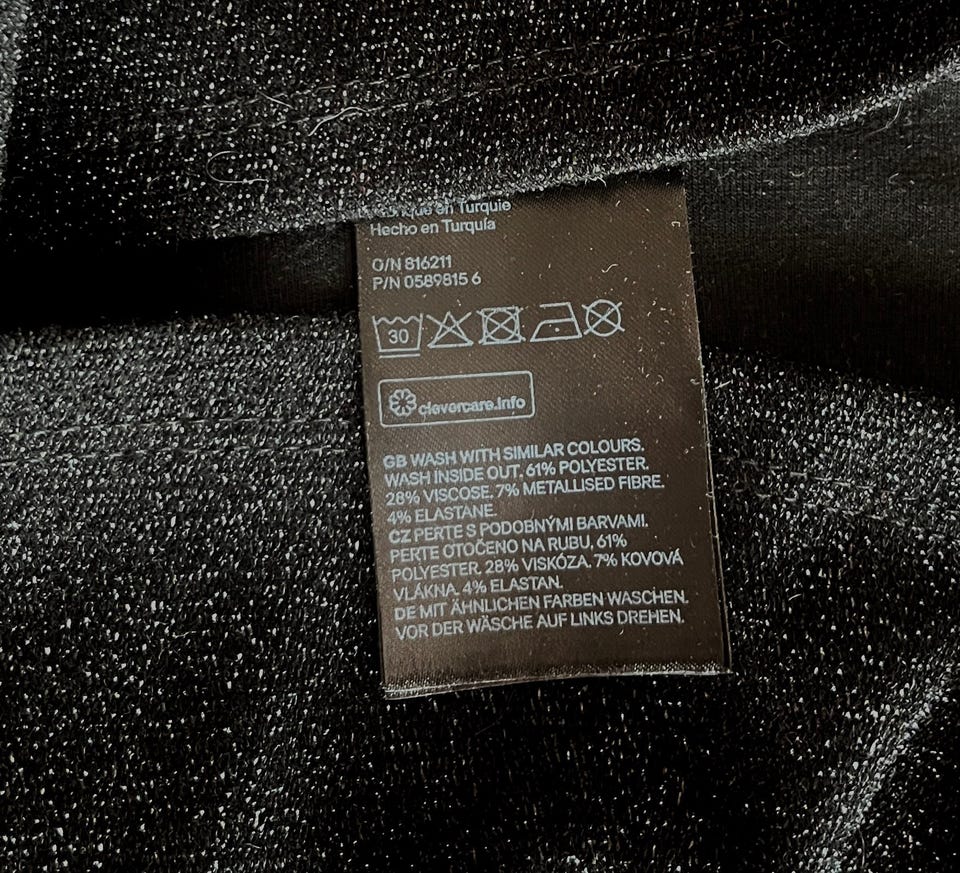 en Turquie
Hecho en Turquía
O/N 816211
P/N 0589815 6
30
clevercare.info
GB WASH WITH SIMILAR COLOURS.
WASH INSIDE OUT. 61% POLYESTER.
28% VISCOSE. 7% METALLISED FIBRE.
4% ELASTANE.
CZ PERTE S PODOBNÝMI BARVAMI.
PERTE OTOČENO NA RUBU, 61%
POLYESTER. 28% VISKÓZA. 7% KOVOVÁ
VLÁKNA. 4% ELASTAN.
DE MIT ÄHNLICHEN FARBEN WASCHEN.
VOR DER WÄSCHE AUF LINKS DREHEN.